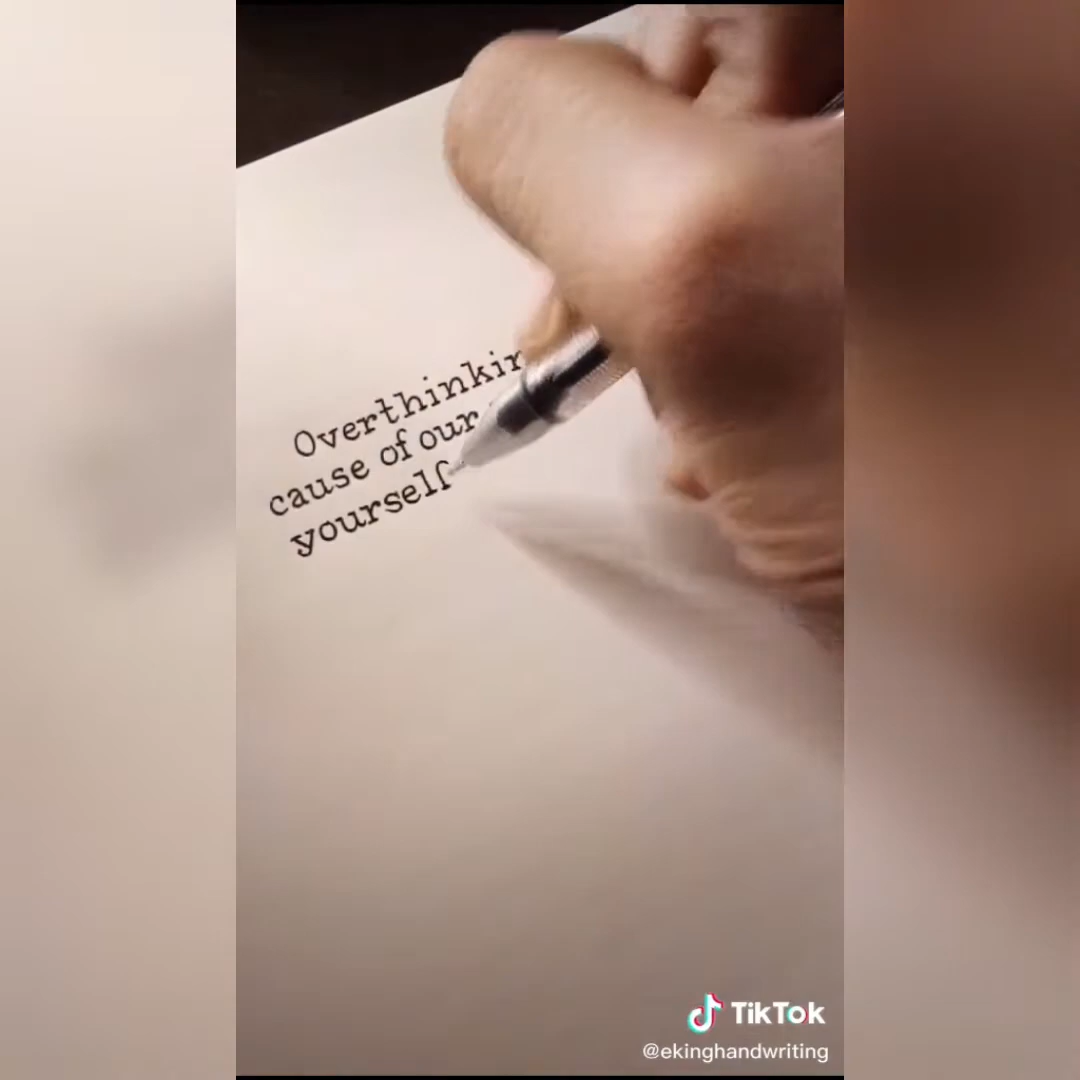 Overthinkin
cause of our
yourself
TikTok
@ekinghandwriting